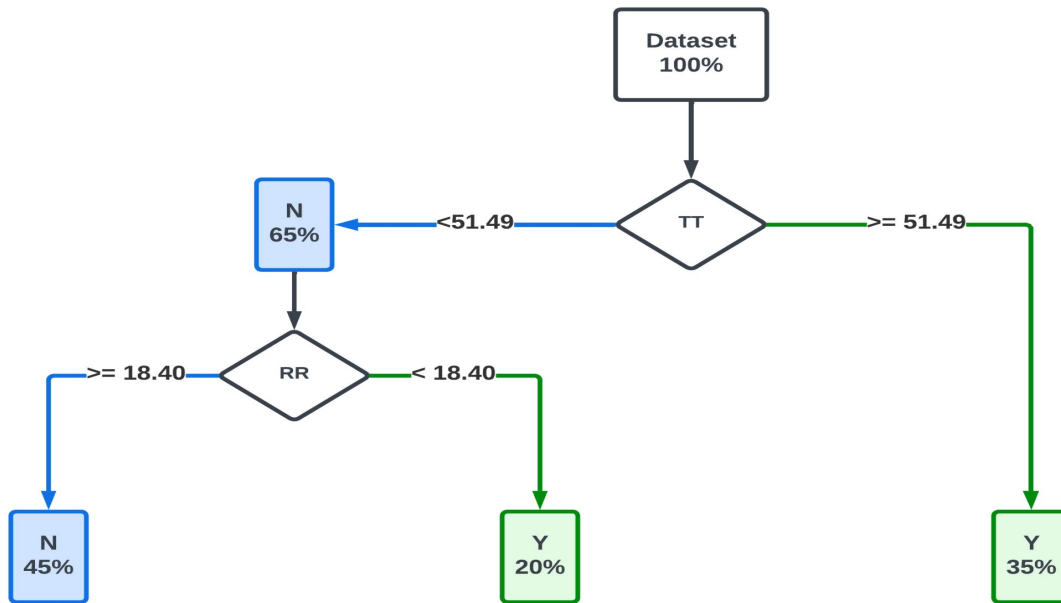 Dataset
100%
N
65%
<51.49
TT
>= 51.49
>= 18.40
RR
< 18.40
N
45%
Y
20%
Y
35%